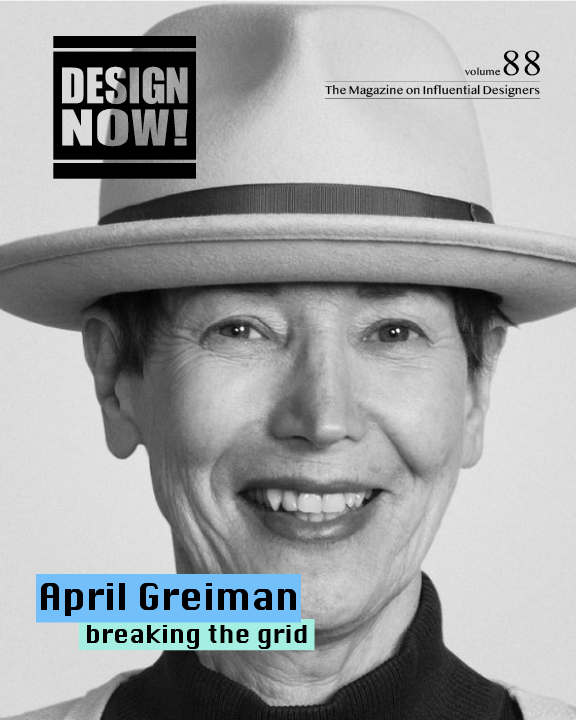 DESIGN
NOW!
volume 88
The Magazine on Influential Designers
April Greiman
breaking the grid